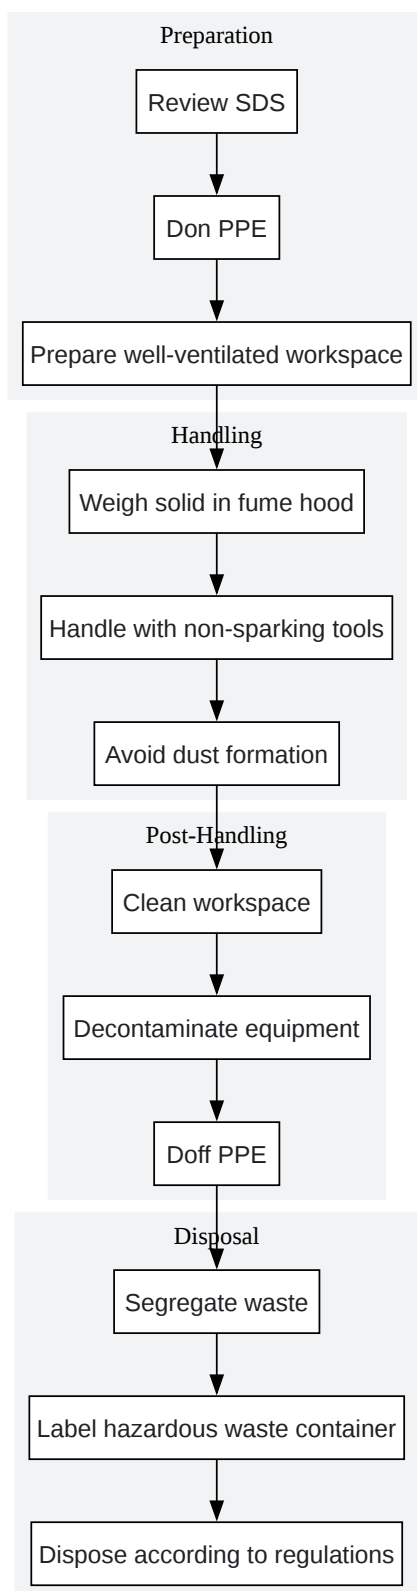 Preparation
Review SDS
Don PPE
Prepare well-ventilated workspace
Handling
Weigh solid in fume hood
Handle with non-sparking tools
Avoid dust formation
Post-Handling
Clean workspace
Decontaminate equipment
Doff PPE
Disposal
Segregate waste
Label hazardous waste container
Dispose according to regulations